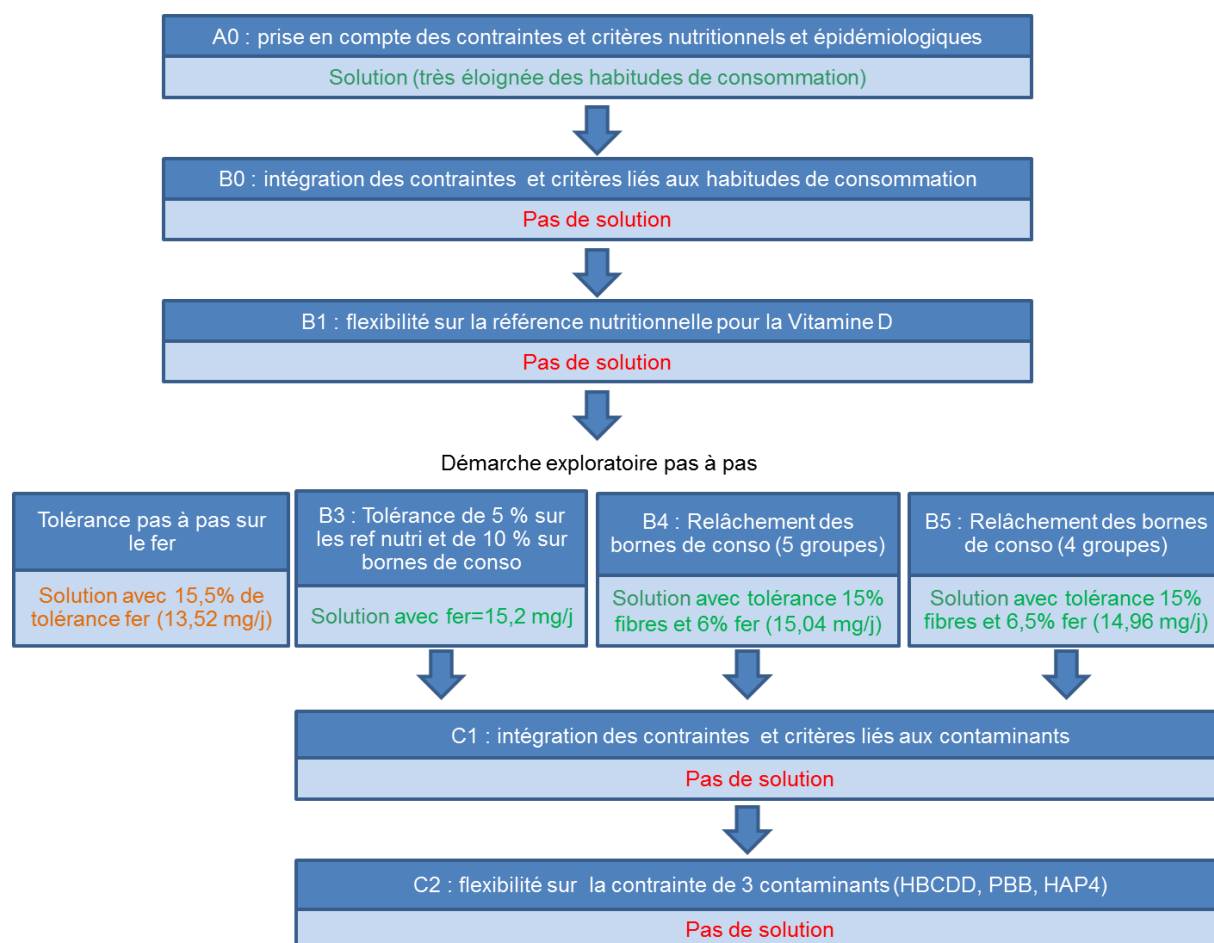 A0 : prise en compte des contraintes et critères nutritionnels et épidémiologiques
Solution (très éloignée des habitudes de consommation)
B0 : intégration des contraintes et critères liés aux habitudes de consommation
Pas de solution
B1 : flexibilité sur la référence nutritionnelle pour la Vitamine D
Pas de solution
Démarche exploratoire pas à pas
Tolérance pas à pas sur
le fer
Solution avec 15,5% de
tolérance fer (13,52 mg/j)
B3 : Tolérance de 5 % sur
les ref nutri et de 10 % sur
bornes de conso
Solution avec fer=15,2 mg/j
B4 : Relâchement des
bornes de conso (5 groupes)
Solution avec tolérance 15%
fibres et 6% fer (15,04 mg/j)
B5 : Relâchement des bornes
de conso (4 groupes)
Solution avec tolérance 15%
fibres et 6,5% fer (14,96 mg/j)
C1 : intégration des contraintes et critères liés aux contaminants
Pas de solution
C2 : flexibilité sur la contrainte de 3 contaminants (HBCDD, PBB, HAP4)
Pas de solution